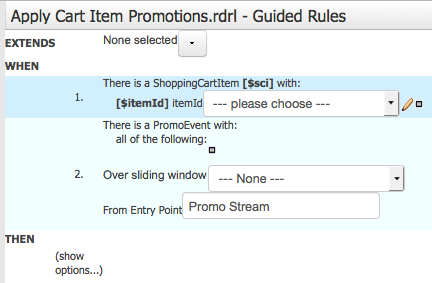 Apply Cart Item Promotions.rdrl - Guided Rules
EXTENDS None selected
WHEN
There is a ShoppingCartItem [$sci] with:
1. [$itemId] itemId --- please choose ---
There is a PromoEvent with:
all of the following:
2. Over sliding window --- None ---
From Entry Point Promo Stream
THEN
(show
options...)